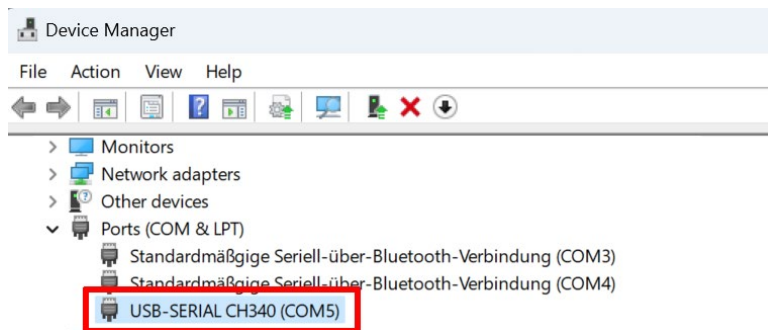 Device Manager
File Action View Help
Monitors
Network adapters
Other devices
Ports (COM & LPT)
Standardmäßgige Seriell-über-Bluetooth-Verbindung (COM3)
Standardmäßgige Seriell-über-Bluetooth-Verbindung (COM4)
USB-SERIAL CH340 (COM5)